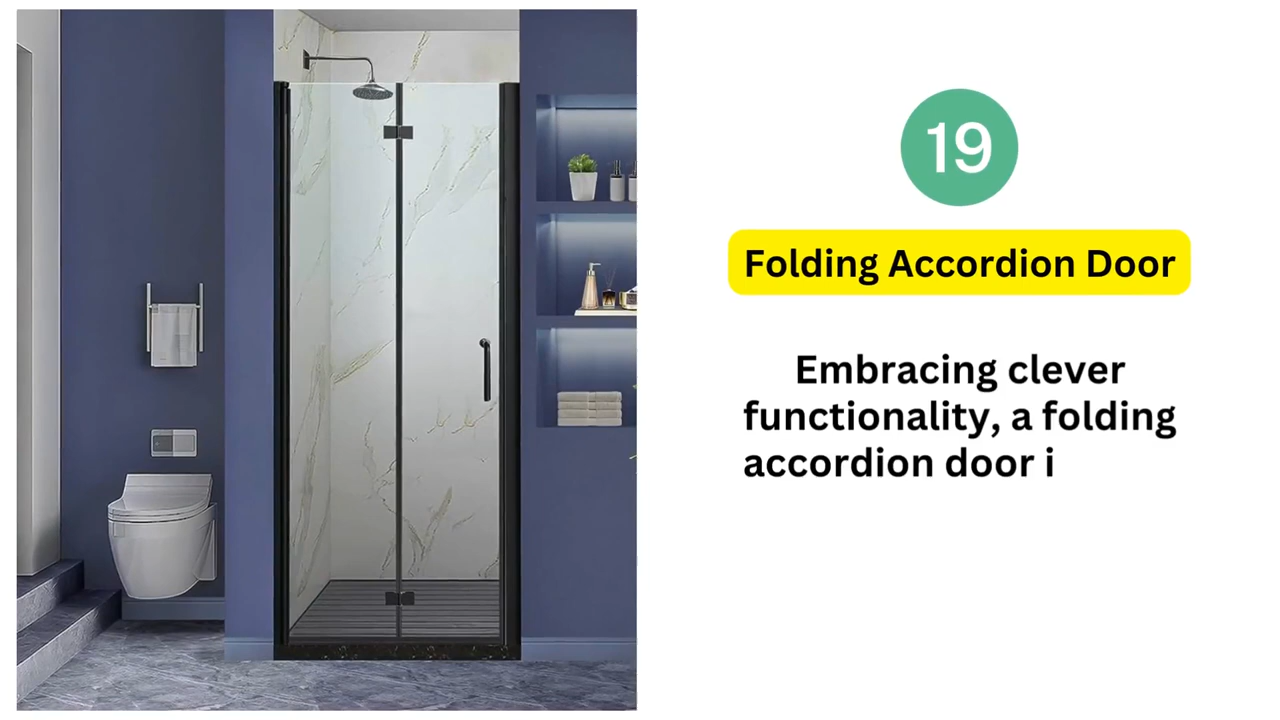 19
Folding Accordion Door
Embracing clever
functionality, a folding
accordion door i